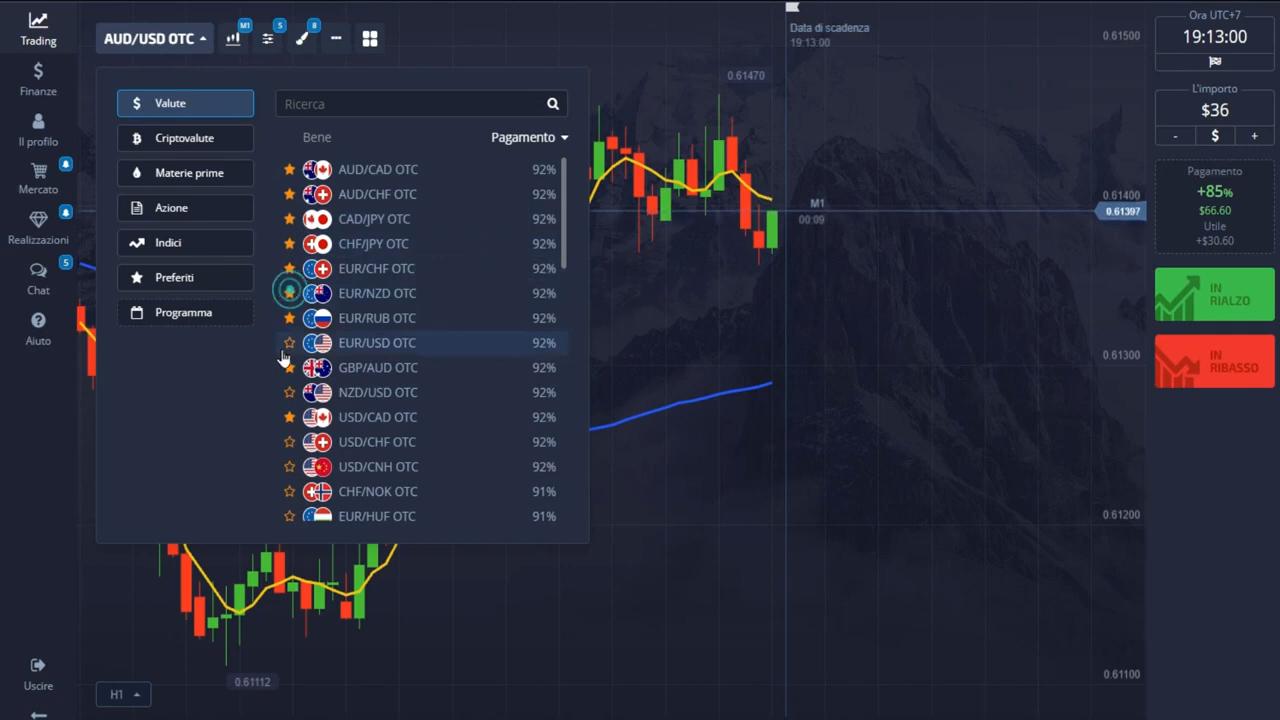 Trading
Finanze
Il profilo
Mercato
Realizzazioni
5
Chat
Aiuto
Uscire
AUD/USD OTC
M1
5
8
Valute
Criptovalute
Materie prime
Azione
Indici
Preferiti
Programma
Ricerca
Bene Pagamento
AUD/CAD OTC 92%
AUD/CHF OTC 92%
CAD/JPY OTC 92%
CHF/JPY OTC 92%
EUR/CHF OTC 92%
EUR/NZD OTC 92%
EUR/RUB OTC 92%
EUR/USD OTC 92%
GBP/AUD OTC 92%
NZD/USD OTC 92%
USD/CAD OTC 92%
USD/CHF OTC 92%
USD/CNH OTC 92%
CHF/NOK OTC 91%
EUR/HUF OTC 91%
0.61112
H1
0.61470
Data di scadenza
19:13:00
M1
00:09
0.61500
0.61400
0.61397
0.61300
0.61200
0.61100
Ora UTC+7
19:13:00
L'importo
$36
- $ +
Pagamento
+85%
$66.60
Utile
+$30.60
IN
RIALZO
IN
RIBASSO